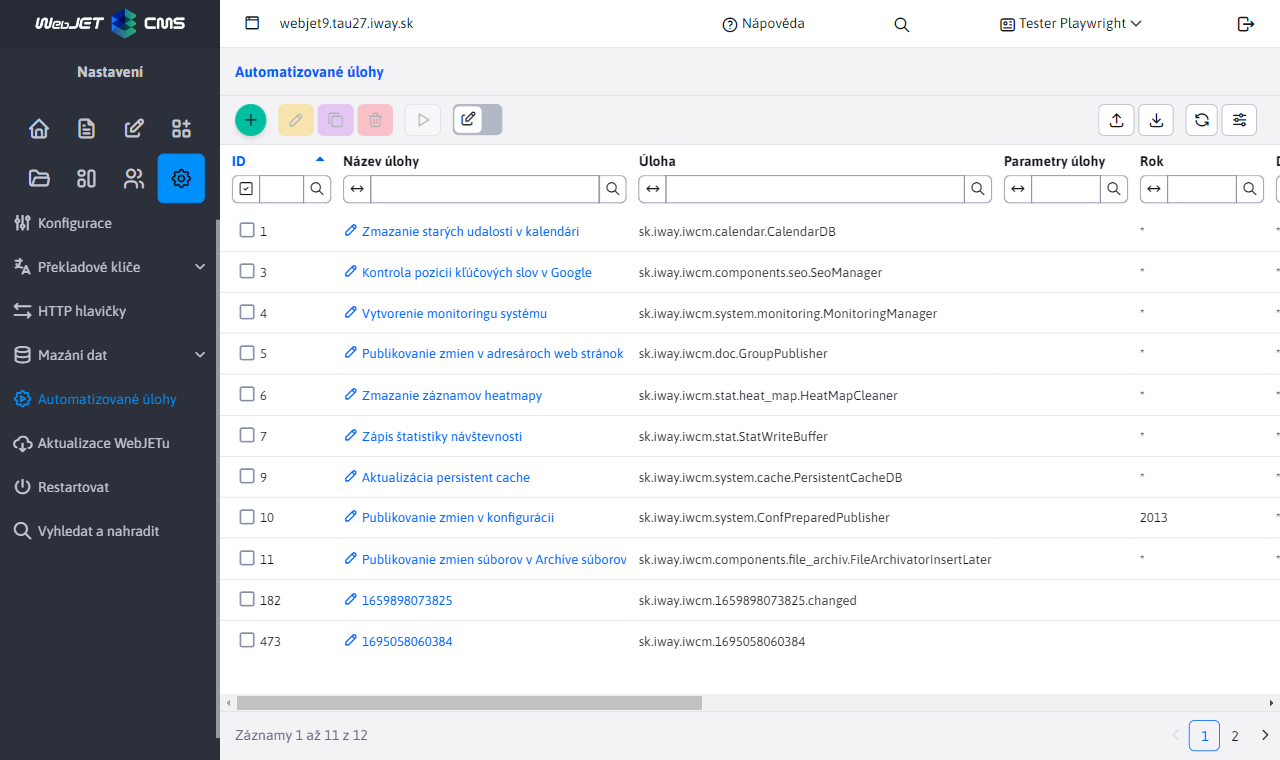 WebJET CMS
webjet9.tau27.iway.sk
Nápověda
Tester Playwright
Nastavení
Konfigurace
Překladové klíče
HTTP hlavičky
Mazání dat
Automatizované úlohy
Aktualizace WebJETu
Restartovat
Vyhledat a nahradit
Automatizované úlohy
ID Název úlohy Úloha Parametry úlohy Rok
1 Zmazanie starých udalostí v kalendári sk.iway.iwcm.calendar.CalendarDB * *
3 Kontrola pozícií kľúčových slov v Google sk.iway.iwcm.components.seo.SeoManager * *
4 Vytvorenie monitoringu systému sk.iway.iwcm.system.monitoring.MonitoringManager * *
5 Publikovanie zmien v adresároch web stránok sk.iway.iwcm.doc.GroupPublisher * *
6 Zmazanie záznamov heatmapy sk.iway.iwcm.stat.heat_map.HeatMapCleaner * *
7 Zápis štatistiky návštevnosti sk.iway.iwcm.stat.StatWriteBuffer * *
9 Aktualizácia persistent cache sk.iway.iwcm.system.cache.PersistentCacheDB * *
10 Publikovanie zmien v konfigurácii sk.iway.iwcm.system.ConfPreparedPublisher 2013 *
11 Publikovanie zmien súborov v Archíve súborov sk.iway.iwcm.components.file_archiv.FileArchivatorInsertLater * *
182 1659898073825 sk.iway.iwcm.1659898073825.changed
473 1695058060384 sk.iway.iwcm.1695058060384
Záznamy 1 až 11 z 12
1 2